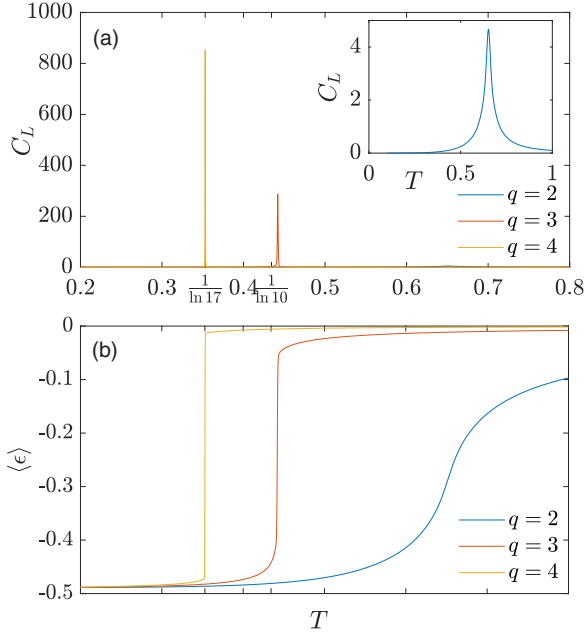 (a)
1000
800
600
400
200
0
C_L
4
2
0
C_L
0
0.5
1
T
q = 2
q = 3
q = 4
0.2
0.3
0.4
0.5
0.6
0.7
0.8
1/ln 17
1/ln 10
(b)
0
-0.1
-0.2
-0.3
-0.4
-0.5
⟨ϵ⟩
q = 2
q = 3
q = 4
T